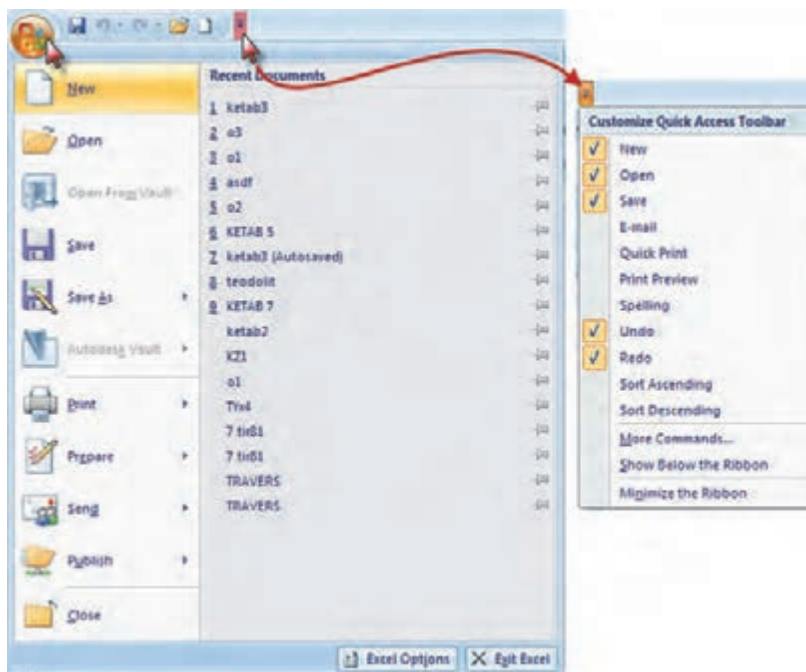 New
Open
Open From Vault
Save
Save As
Autodesk Vault
Print
Prepare
Send
Publish
Close
Recent Documents
1 ketab3
2 o3
3 o1
4 asdf
5 o2
6 KETAB 5
7 ketab3 (Autosaved)
8 teodolit
9 KETAB 7
ketab2
KZ1
o1
7 tir81
7 tir81
TRAVERS
TRAVERS
Excel Options
Exit Excel
Customize Quick Access Toolbar
New
Open
Save
E-mail
Quick Print
Print Preview
Spelling
Undo
Redo
Sort Ascending
Sort Descending
More Commands...
Show Below the Ribbon
Minimize the Ribbon